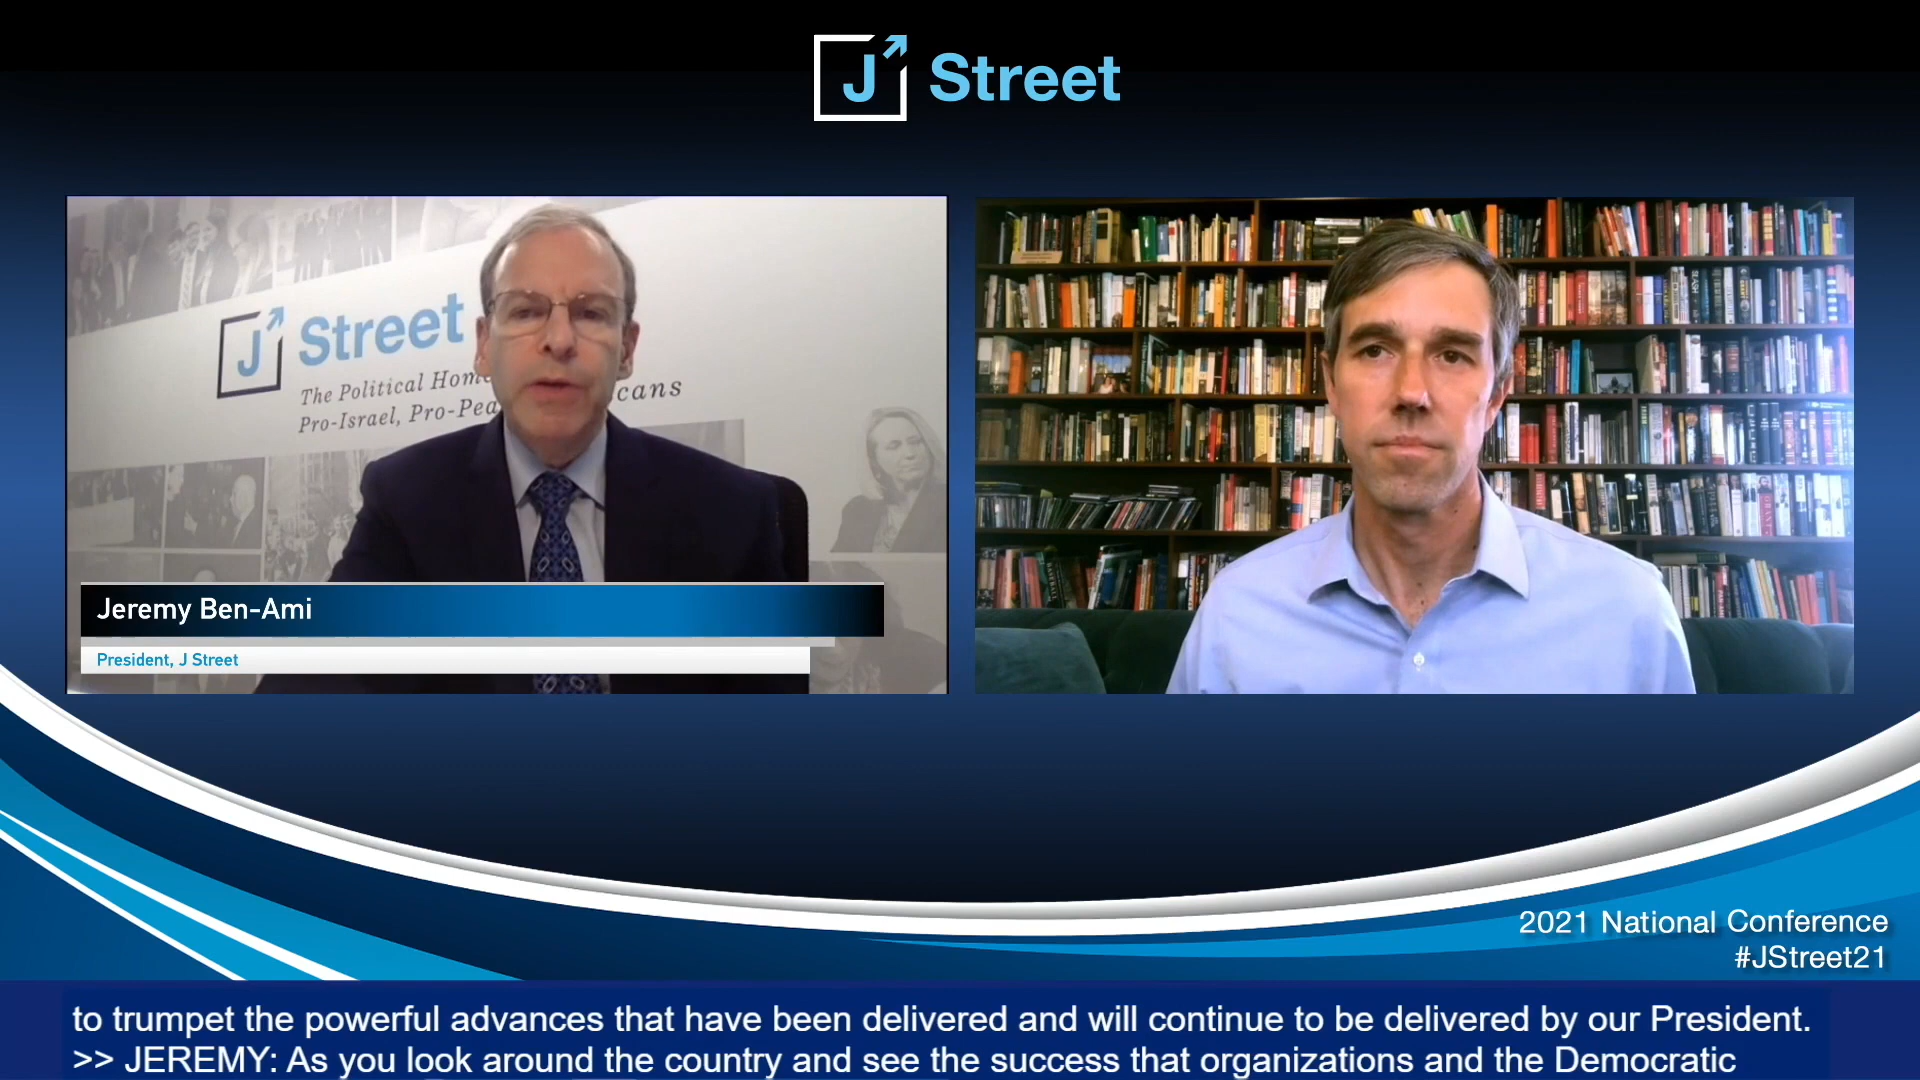 J Street
J Street
The Political Hom cans
Pro-Israel, Pro-Pea
Jeremy Ben-Ami
President, J Street
2021 National Conference
#JStreet21
to trumpet the powerful advances that have been delivered and will continue to be delivered by our President.
>> JEREMY: As you look around the country and see the success that organizations and the Democratic